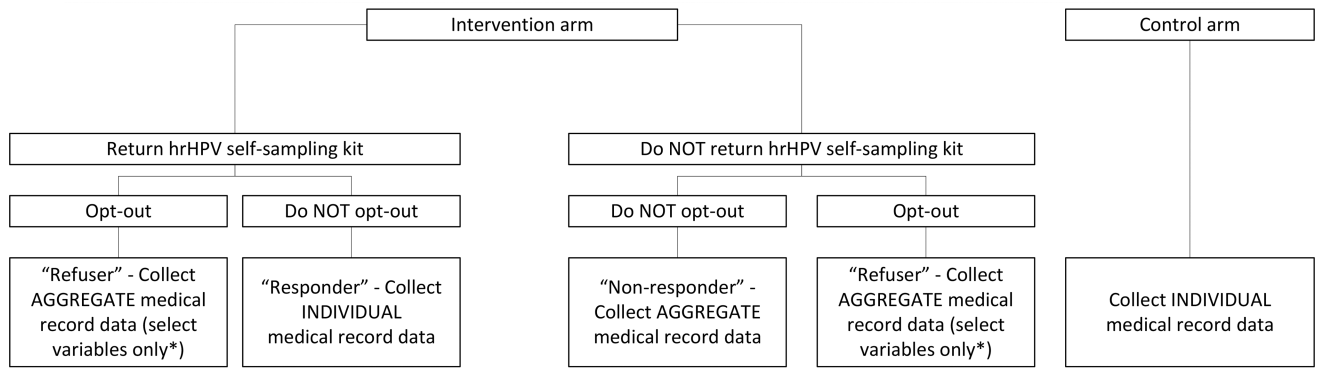 Intervention arm
Control arm
Return hrHPV self-sampling kit
Do NOT return hrHPV self-sampling kit
Opt-out
Do NOT opt-out
Do NOT opt-out
Opt-out
“Refuser” - Collect
AGGREGATE medical
record data (select
variables only*)
“Responder” - Collect
INDIVIDUAL
medical record data
“Non-responder” -
Collect AGGREGATE
medical record data
“Refuser” - Collect
AGGREGATE medical
record data (select
variables only*)
Collect INDIVIDUAL
medical record data